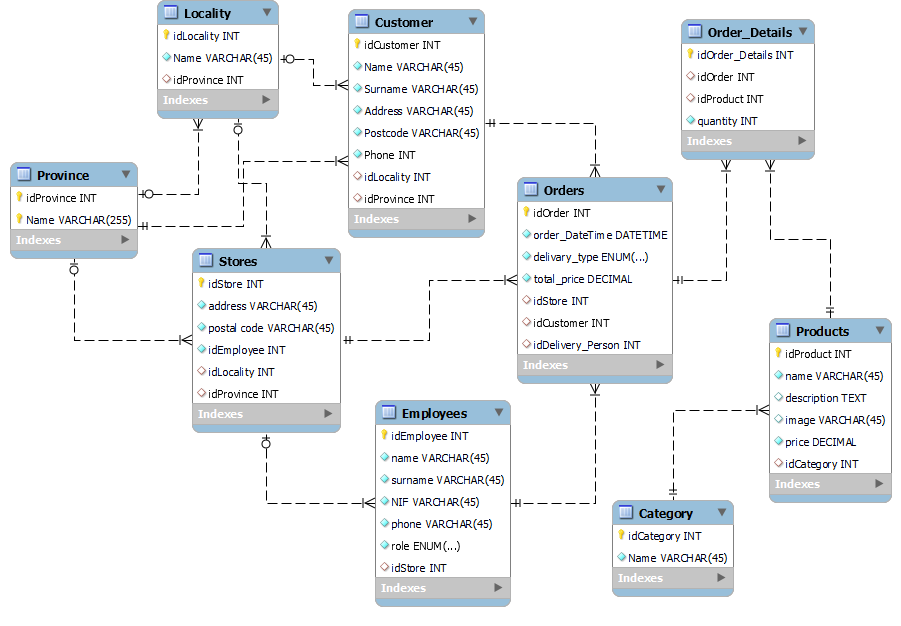 Locality
idLocality INT
Name VARCHAR(45)
idProvince INT
Indexes
Customer
idCustomer INT
Name VARCHAR(45)
Surname VARCHAR(45)
Address VARCHAR(45)
Postcode VARCHAR(45)
Phone INT
idLocality INT
idProvince INT
Indexes
Order_Details
idOrder_Details INT
idOrder INT
idProduct INT
quantity INT
Indexes
Province
idProvince INT
Name VARCHAR(255)
Indexes
Orders
idOrder INT
order_DateTime DATETIME
delivary_type ENUM(...)
total_price DECIMAL
idStore INT
idCustomer INT
idDelivery_Person INT
Indexes
Stores
idStore INT
address VARCHAR(45)
postal code VARCHAR(45)
idEmployee INT
idLocality INT
idProvince INT
Indexes
Products
idProduct INT
name VARCHAR(45)
description TEXT
image VARCHAR(45)
price DECIMAL
idCategory INT
Indexes
Employees
idEmployee INT
name VARCHAR(45)
surname VARCHAR(45)
NIF VARCHAR(45)
phone VARCHAR(45)
role ENUM(...)
idStore INT
Indexes
Category
idCategory INT
Name VARCHAR(45)
Indexes